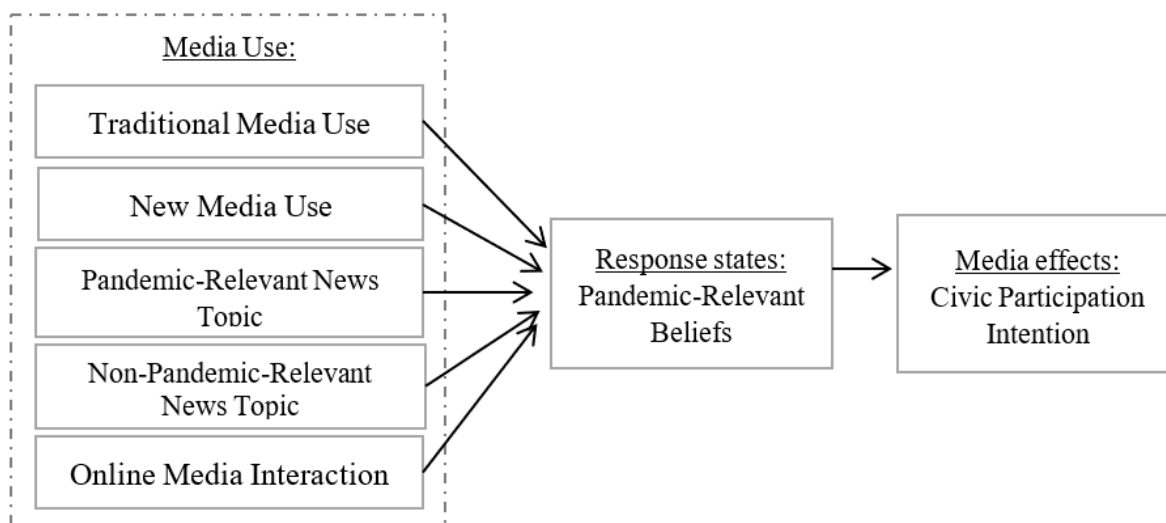 Media Use:
Traditional Media Use
New Media Use
Pandemic-Relevant News
Topic
Non-Pandemic-Relevant
News Topic
Online Media Interaction
Response states:
Pandemic-Relevant
Beliefs
Media effects:
Civic Participation
Intention